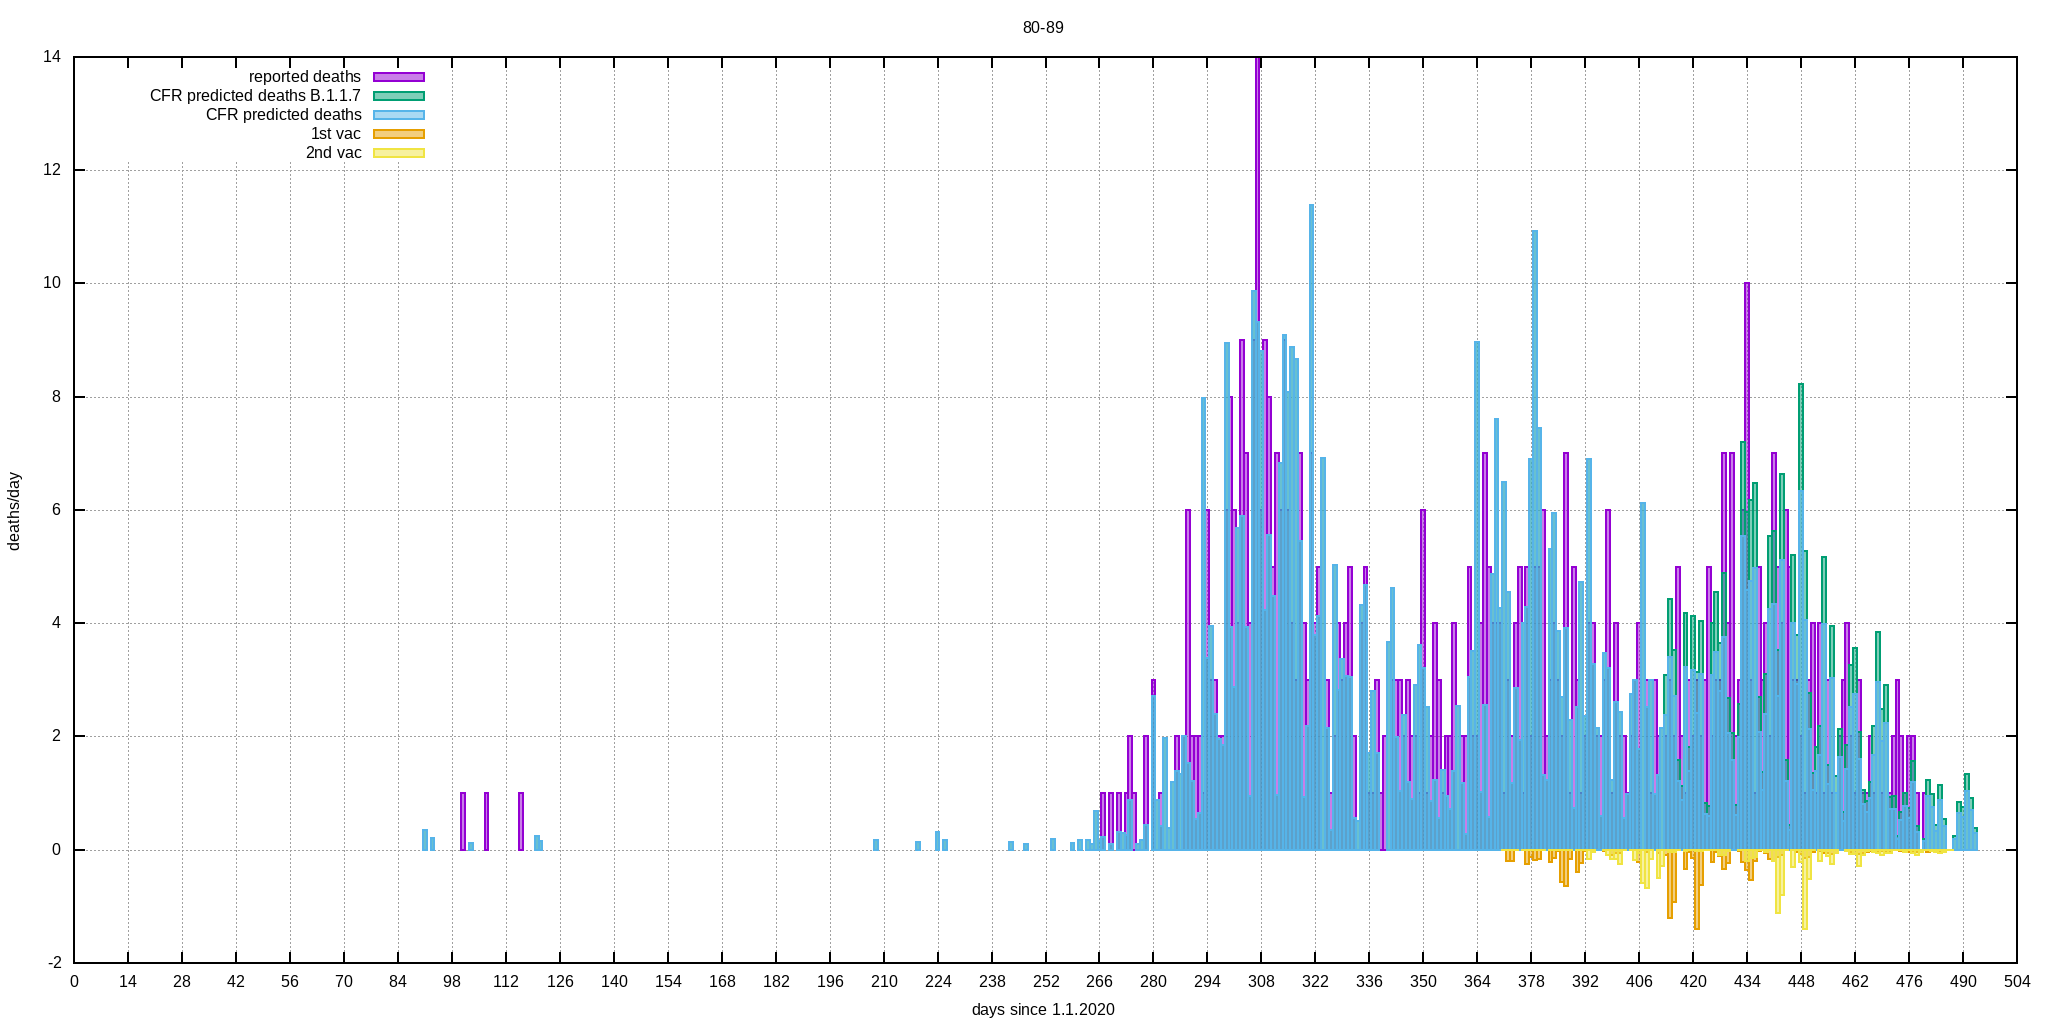 80-89
reported deaths
CFR predicted deaths B.1.1.7
CFR predicted deaths
1st vac
2nd vac
14
12
10
8
6
4
2
0
-2
deaths/day
0 14 28 42 56 70 84 98 112 126 140 154 168 182 196 210 224 238 252 266 280 294 308 322 336 350 364 378 392 406 420 434 448 462 476 490 504
days since 1.1.2020